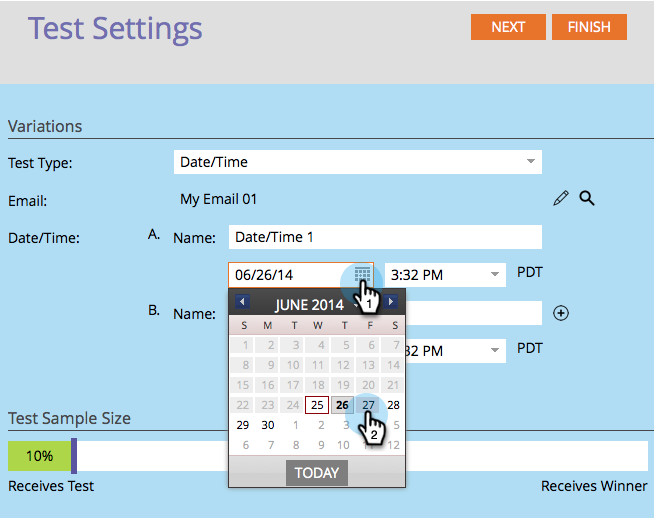 Test Settings
NEXT
FINISH
Variations
Test Type:
Date/Time
Email:
My Email 01
Date/Time:
A.
Name:
Date/Time 1
06/26/14
3:32 PM
PDT
1
JUNE 2014
B.
Name:
S M T W T F S
1 2 3 4 5 6 7
8 9 10 11 12 13 14
:32 PM
PDT
15 16 17 18 19 20 21
22 23 24 25 26 27 28
29 30 1 2 3 5
2
6 7 8 9 10 11 12
TODAY
Test Sample Size
10%
Receives Test
Receives Winner